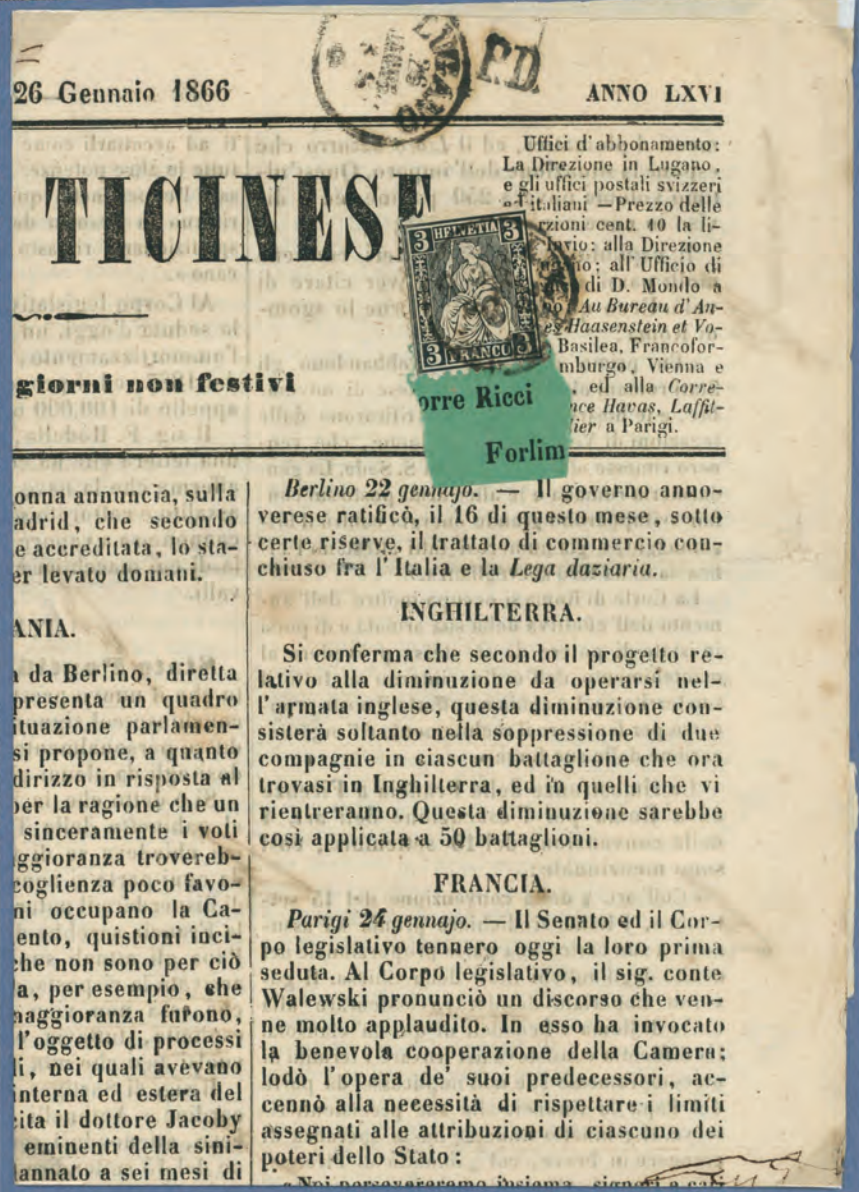 LUGANO
P.D.
26 Gennaio 1866
ANNO LXVI
TICINESE
giorni non festivi
Uffici d'abbonamento:
La Direzione in Lugano,
e gli uffici postali svizzeri
italiani —Prezzo delle
rzioni cent. 10 la li-
vio: alla Direzione
all'Ufficio di
di D. Mondo a
Au Bureau d'An-
Haasenstein et Vo-
Basilea, Francofor-
mburgo, Vienna e
, ed alla Corre-
nce Havas, Laffit-
lier a Parigi.
3 HELVETIA 3
3 FRANCO 3
orre Ricci
Forlim
onna annuncia, sulla
adrid, che secondo
e accreditata, lo sta-
er levato domani.
ANIA.
da Berlino, diretta
presenta un quadro
ituazione parlamen-
si propone, a quanto
dirizzo in risposta al
per la ragione che un
sinceramente i voti
ggioranza trovereb-
coglienza poco favo-
ni occupano la Ca-
ento, quistioni inci-
che non sono per ciò
a, per esempio, che
maggioranza furono,
l'oggetto di processi
li, nei quali avevano
interna ed estera del
cita il dottore Jacoby
eminenti della sini-
lannato a sei mesi di
Berlino 22 gennajo. — Il governo anno-
verese ratificò, il 16 di questo mese, sotto
certe riserve, il trattato di commercio con-
chiuso fra l'Italia e la Lega daziaria.
INGHILTERRA.
Si conferma che secondo il progetto re-
lativo alla diminuzione da operarsi nel-
l'armata inglese, questa diminuzione con-
sisterà soltanto nella soppressione di due
compagnie in ciascun battaglione che ora
trovasi in Inghilterra, ed in quelli che vi
rientreranno. Questa diminuzione sarebbe
così applicata a 50 battaglioni.
FRANCIA.
Parigi 24 gennajo. — Il Senato ed il Cor-
po legislativo tennero oggi la loro prima
seduta. Al Corpo legislativo, il sig. conte
Walewski pronunciò un discorso che ven-
ne molto applaudito. In esso ha invocato
la benevola cooperazione della Camera;
lodò l'opera de' suoi predecessori, ac-
cennò alla necessità di rispettare i limiti
assegnati alle attribuzioni di ciascuno dei
poteri dello Stato:
« Noi persevereremo insieme, signori a